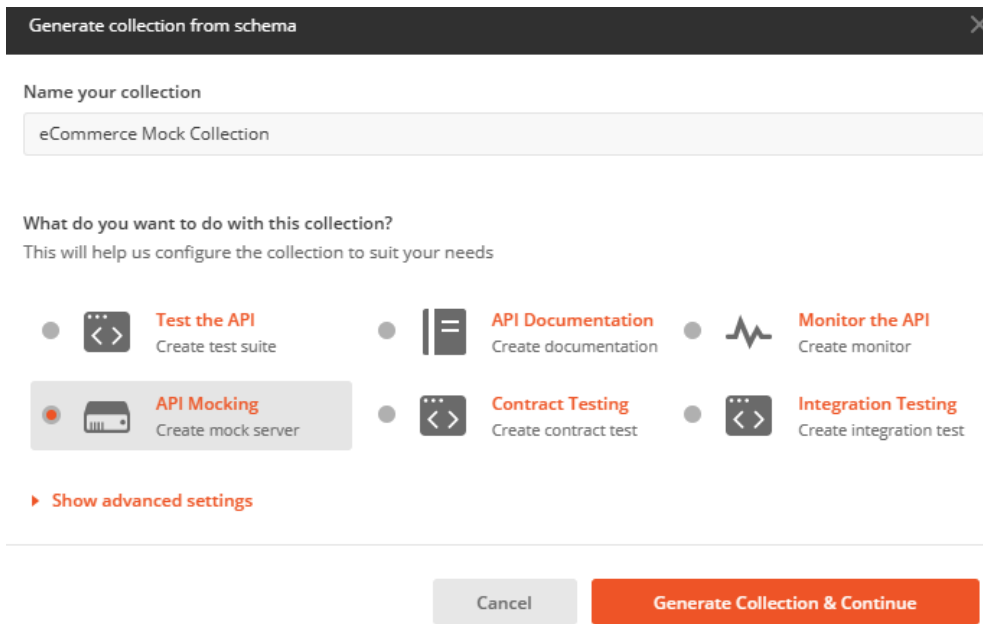 Generate collection from schema
Name your collection
eCommerce Mock Collection
What do you want to do with this collection?
This will help us configure the collection to suit your needs
Test the API
Create test suite
API Documentation
Create documentation
Monitor the API
Create monitor
API Mocking
Create mock server
Contract Testing
Create contract test
Integration Testing
Create integration test
Show advanced settings
Cancel
Generate Collection & Continue